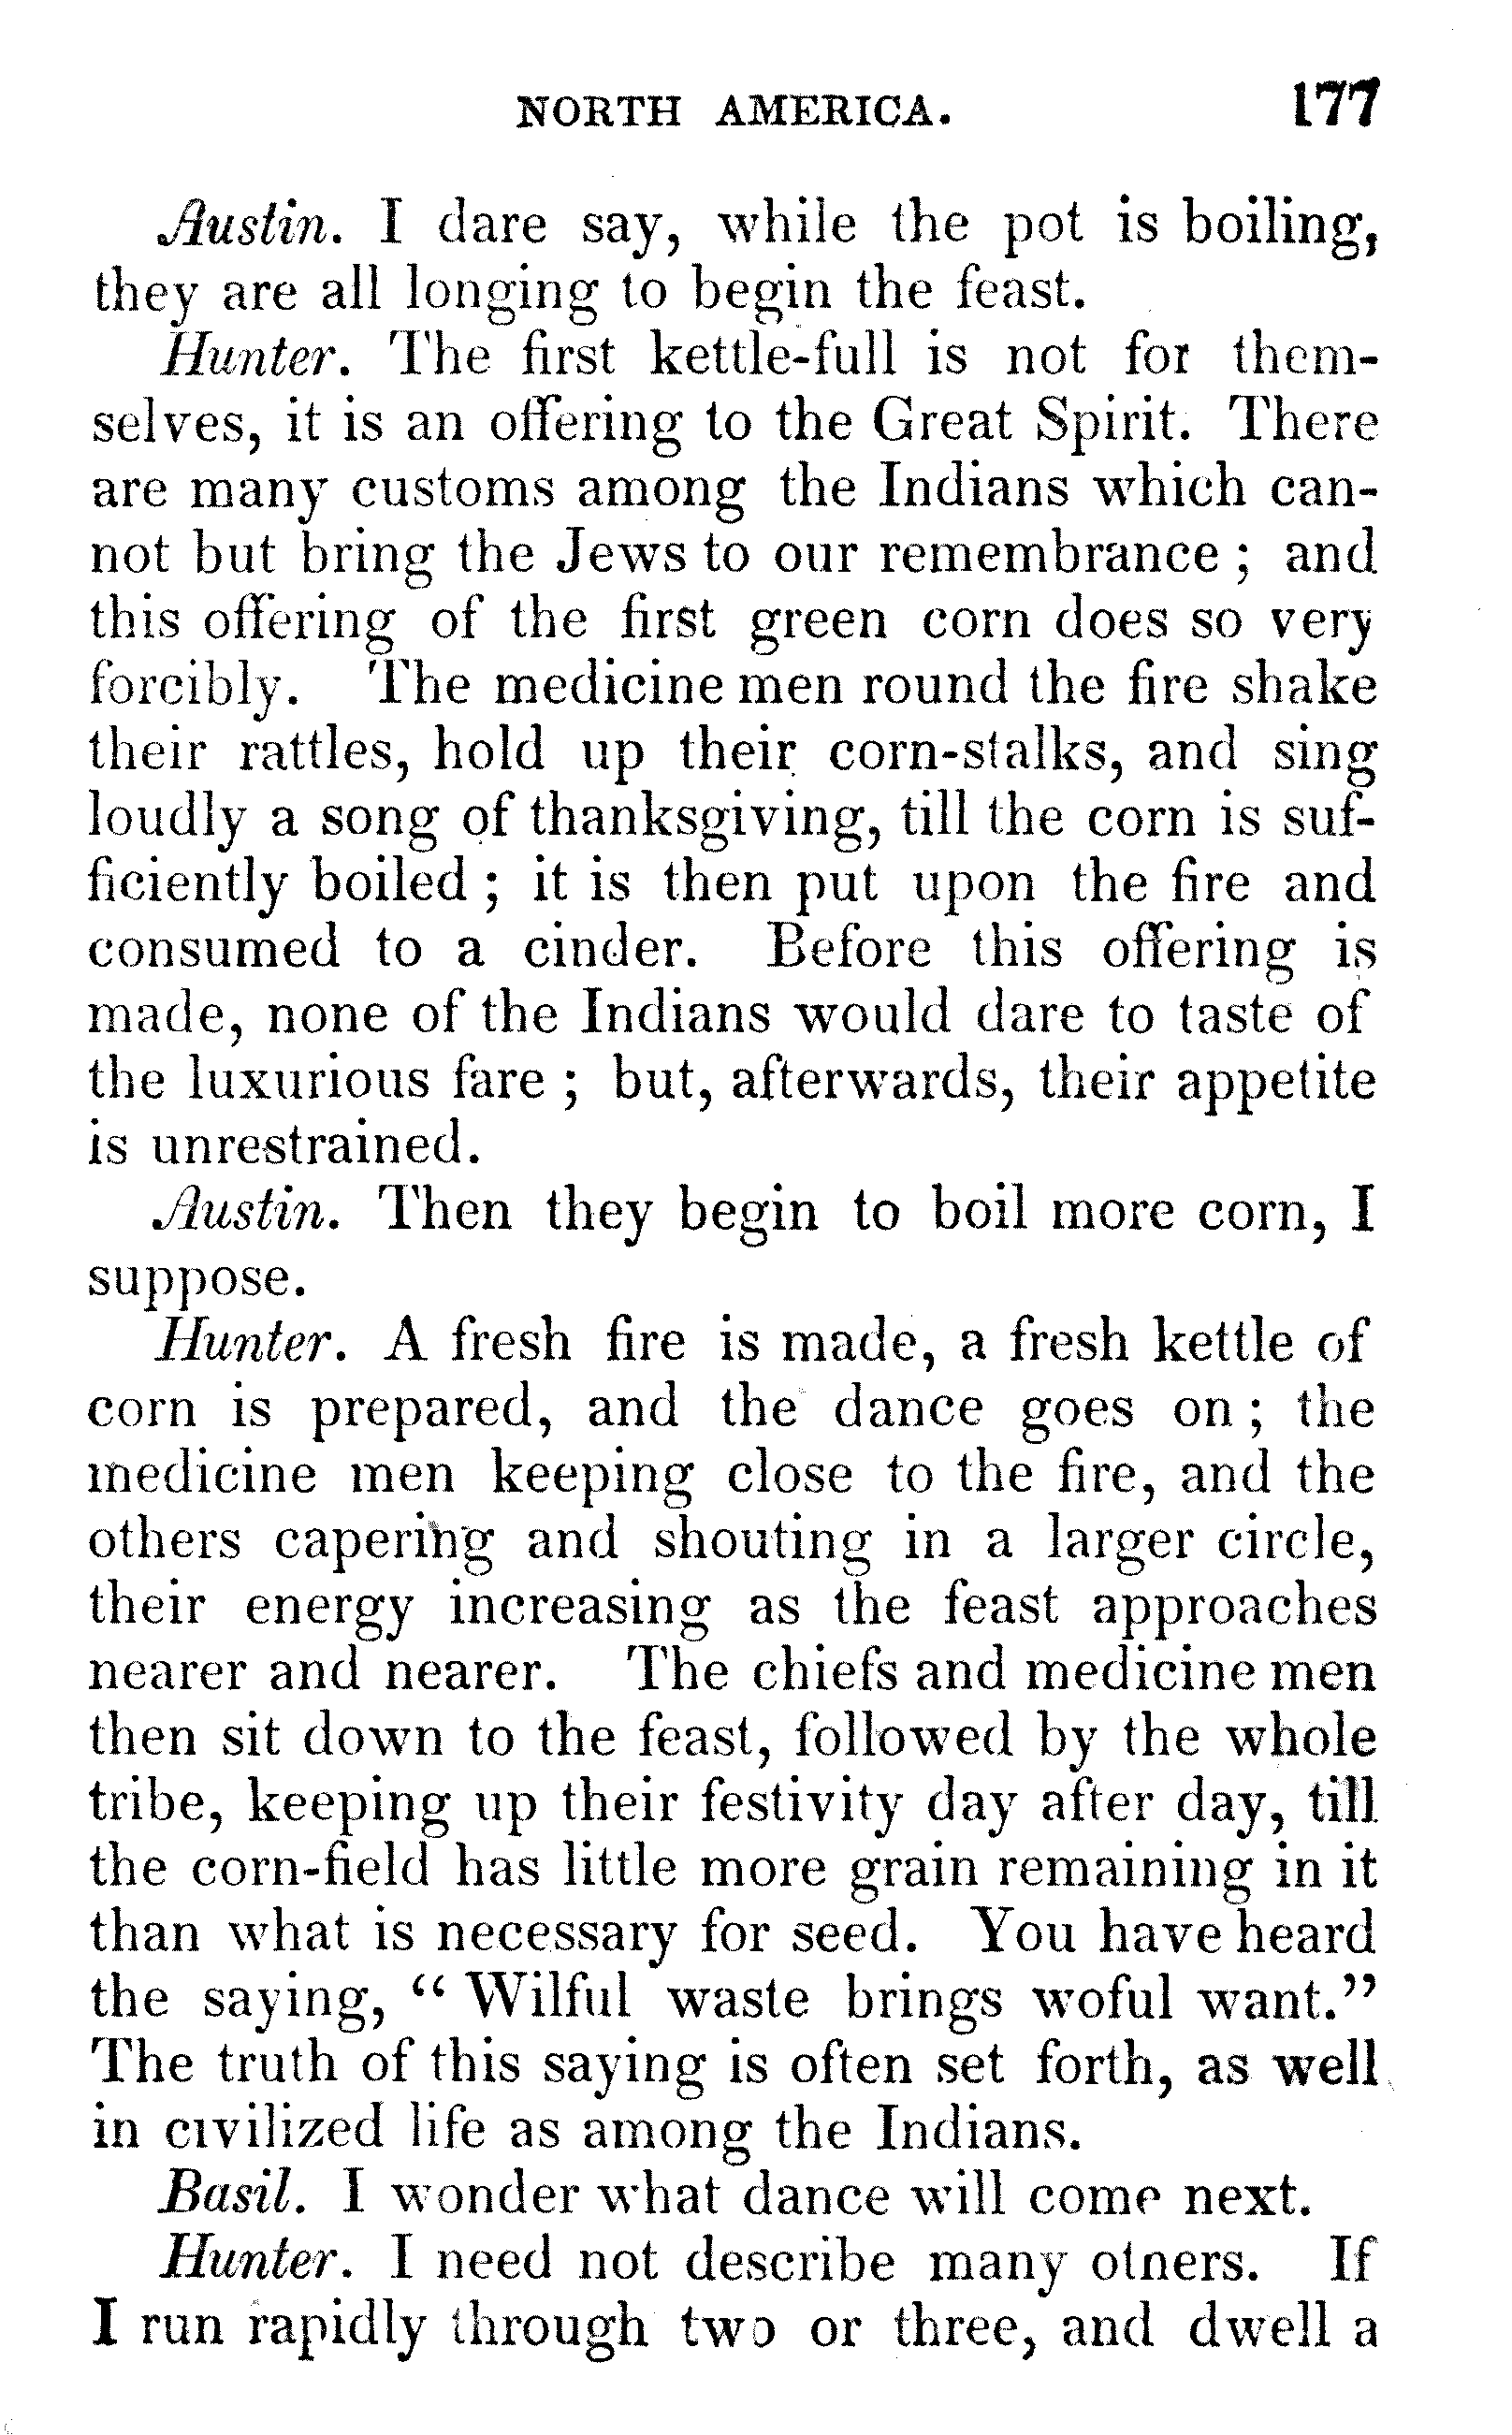 NORTH AMERICA. 177
Austin. I dare say, while the pot is boiling,
they are all longing to begin the feast.
Hunter. The first kettle-full is not for them-
selves, it is an offering to the Great Spirit. There
are many customs among the Indians which can-
not but bring the Jews to our remembrance ; and
this offering of the first green corn does so very
forcibly. The medicine men round the fire shake
their rattles, hold up their corn-stalks, and sing
loudly a song of thanksgiving, till the corn is suf-
ficiently boiled ; it is then put upon the fire and
consumed to a cinder. Before this offering is
made, none of the Indians would dare to taste of
the luxurious fare ; but, afterwards, their appetite
is unrestrained.
Austin. Then they begin to boil more corn, I
suppose.
Hunter. A fresh fire is made, a fresh kettle of
corn is prepared, and the dance goes on ; the
medicine men keeping close to the fire, and the
others capering and shouting in a larger circle,
their energy increasing as the feast approaches
nearer and nearer. The chiefs and medicine men
then sit down to the feast, followed by the whole
tribe, keeping up their festivity day after day, till
the corn-field has little more grain remaining in it
than what is necessary for seed. You have heard
the saying, “ Wilful waste brings woful want.”
The truth of this saying is often set forth, as well
in civilized life as among the Indians.
Basil. I wonder what dance will come next.
Hunter. I need not describe many others. If
I run rapidly through two or three, and dwell a